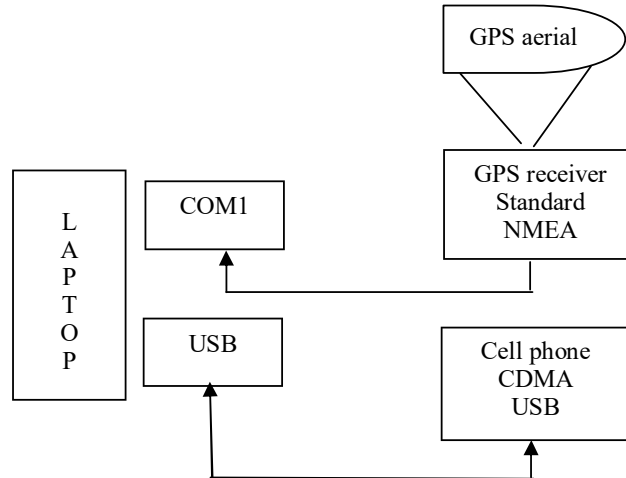 GPS aerial
GPS receiver
Standard
NMEA
COM1
L
A
P
T
O
P
USB
Cell phone
CDMA
USB